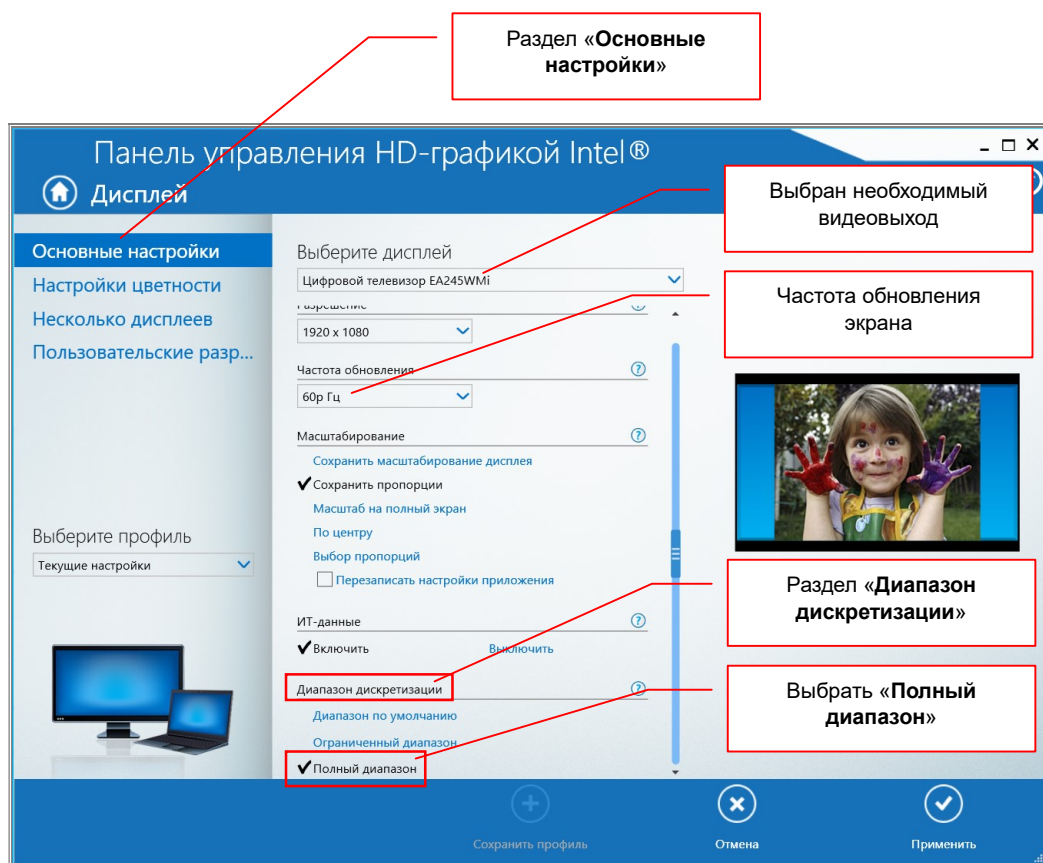 Раздел «Основные
настройки»
Панель управления HD-графикой Intel®
Дисплей
Выбран необходимый
видеовыход
Основные настройки
Настройки цветности
Несколько дисплеев
Пользовательские разр...
Выберите дисплей
Цифровой телевизор EA245WMi
Разрешение
1920 x 1080
Частота обновления
экрана
Частота обновления
60p Гц
Масштабирование
Сохранить масштабирование дисплея
Сохранить пропорции
Масштаб на полный экран
По центру
Выбор пропорций
Перезаписать настройки приложения
Выберите профиль
Текущие настройки
Раздел «Диапазон
дискретизации»
ИТ-данные
Включить Выключить
Диапазон дискретизации
Диапазон по умолчанию
Ограниченный диапазон
Полный диапазон
Выбрать «Полный
диапазон»
Сохранить профиль
Отмена
Применить